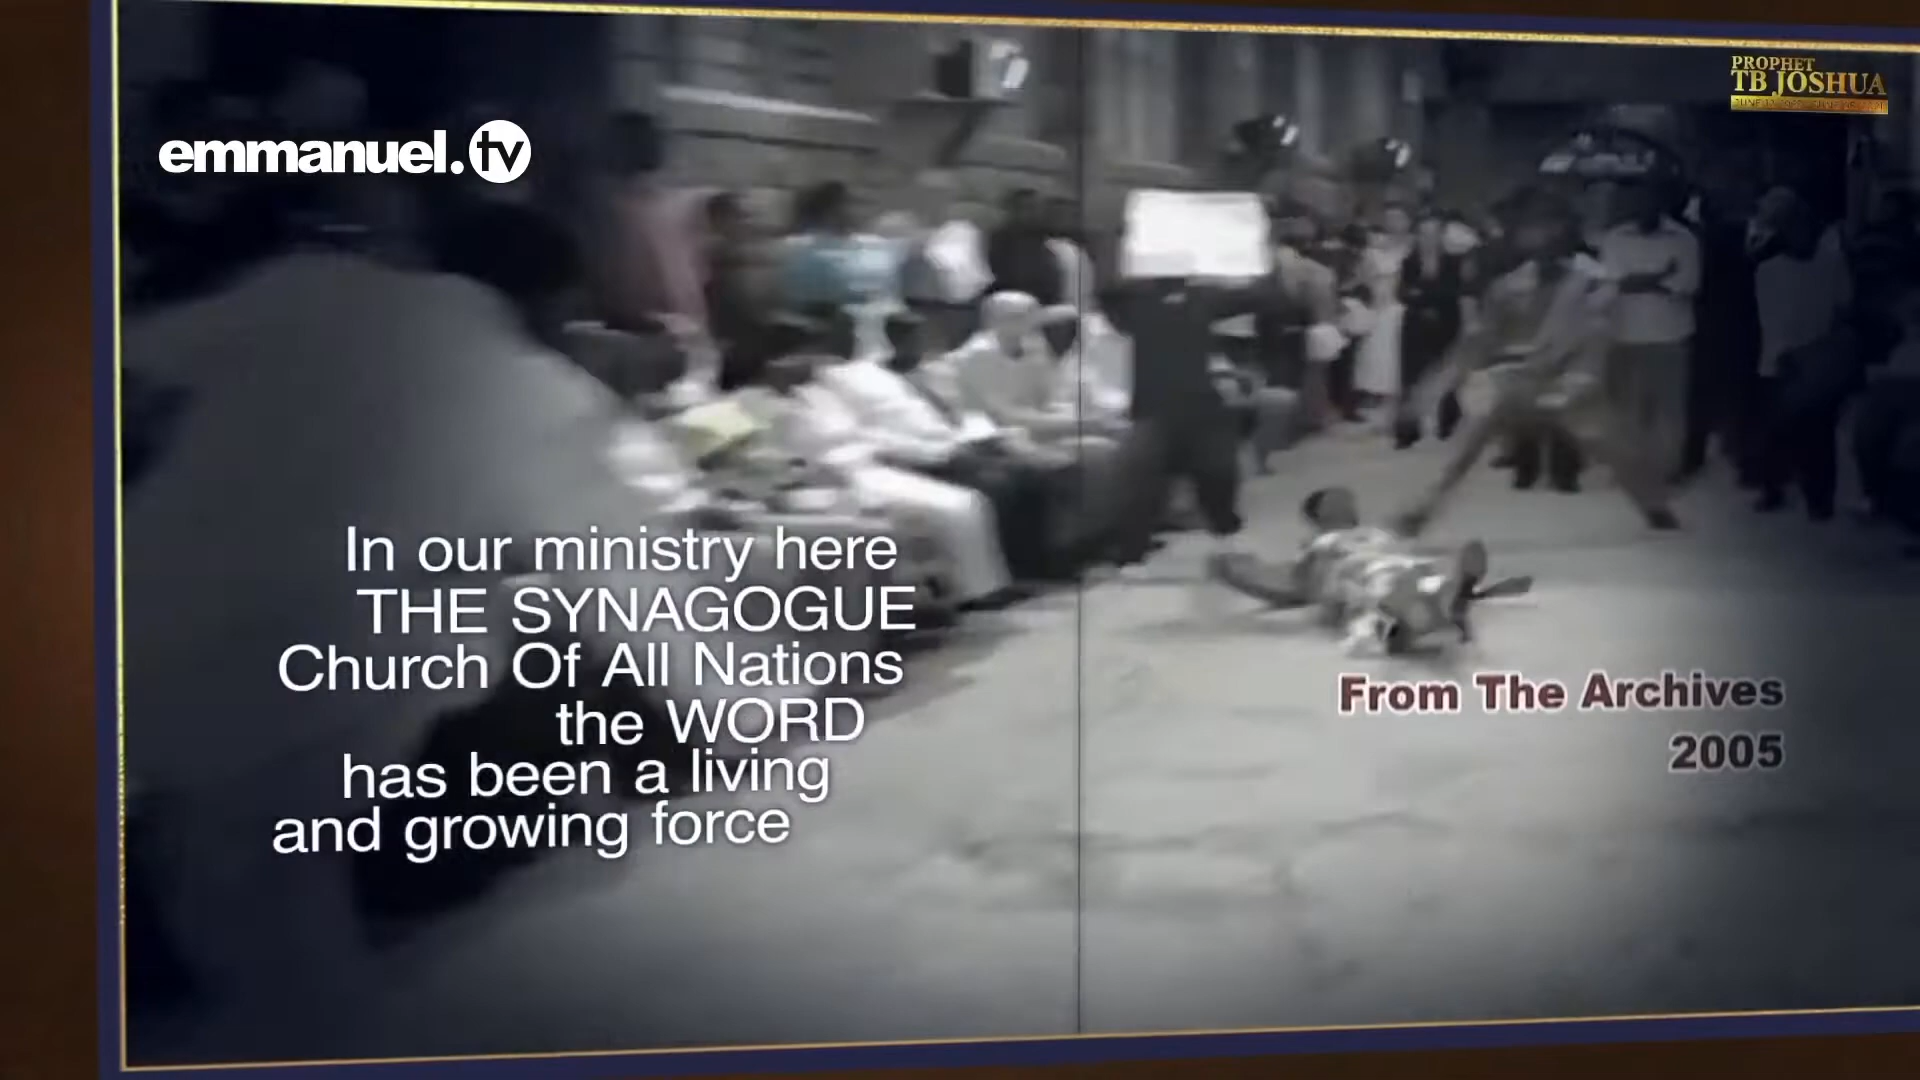 emmanuel.tv
PROPHET
TB JOSHUA
In our ministry here
THE SYNAGOGUE
Church Of All Nations
the WORD
has been a living
and growing force
From The Archives
2005